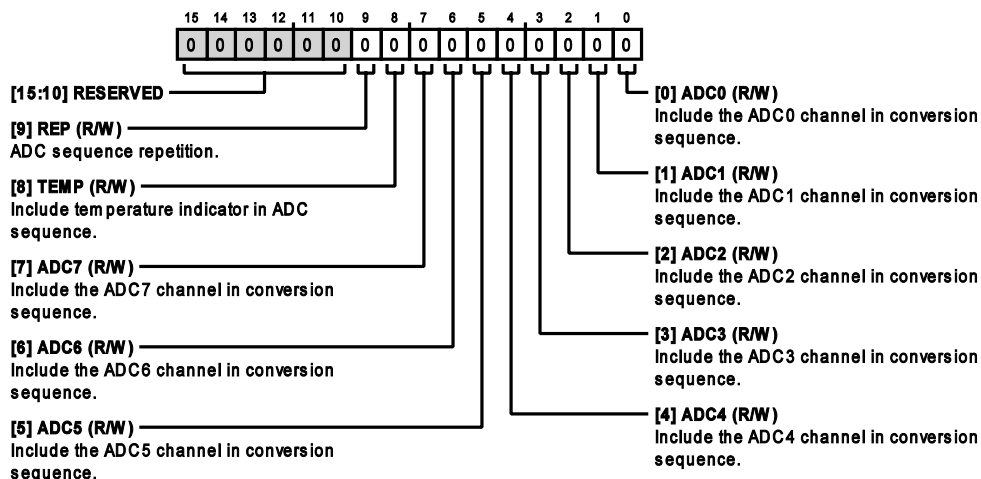 15 14 13 12 11 10 9 8 7 6 5 4 3 2 1 0
0 0 0 0 0 0 0 0 0 0 0 0 0 0 0 0
[15:10] RESERVED
[9] REP (R/W)
ADC sequence repetition.
[8] TEMP (R/W)
Include temperature indicator in ADC
sequence.
[7] ADC7 (R/W)
Include the ADC7 channel in conversion
sequence.
[6] ADC6 (R/W)
Include the ADC6 channel in conversion
sequence.
[5] ADC5 (R/W)
Include the ADC5 channel in conversion
sequence.
[0] ADC0 (R/W)
Include the ADC0 channel in conversion
sequence.
[1] ADC1 (R/W)
Include the ADC1 channel in conversion
sequence.
[2] ADC2 (R/W)
Include the ADC2 channel in conversion
sequence.
[3] ADC3 (R/W)
Include the ADC3 channel in conversion
sequence.
[4] ADC4 (R/W)
Include the ADC4 channel in conversion
sequence.